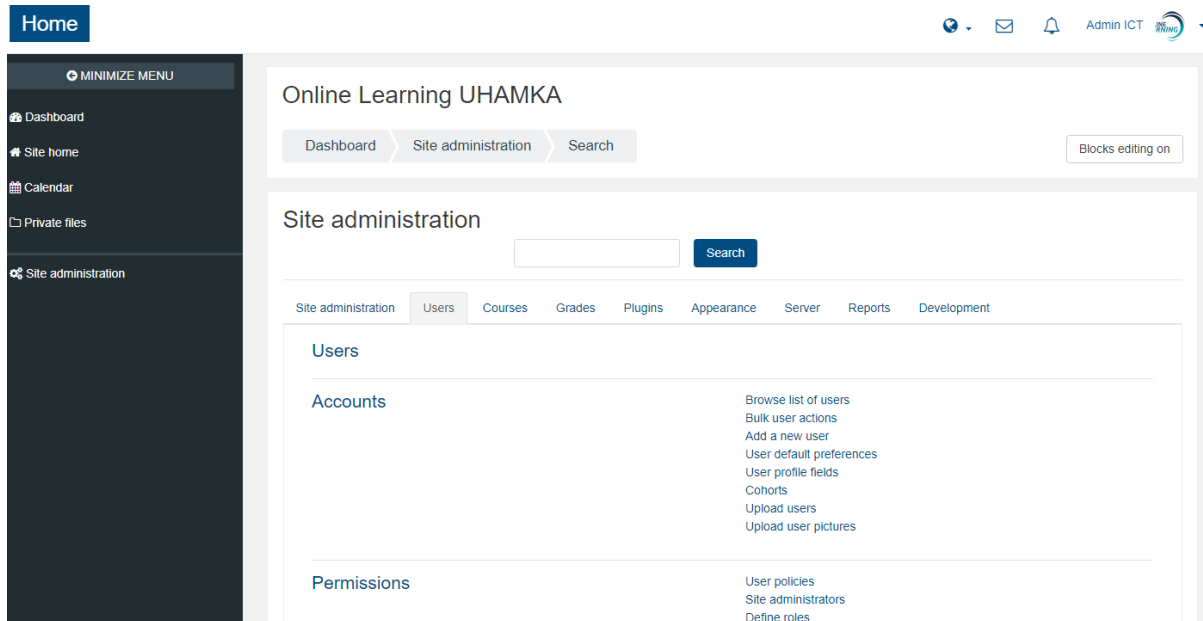 Home
Admin ICT
MINIMIZE MENU
Dashboard
Site home
Calendar
Private files
Site administration
Online Learning UHAMKA
Dashboard Site administration Search
Blocks editing on
Site administration
Search
Site administration Users Courses Grades Plugins Appearance Server Reports Development
Users
Accounts
Browse list of users
Bulk user actions
Add a new user
User default preferences
User profile fields
Cohorts
Upload users
Upload user pictures
Permissions
User policies
Site administrators
Define roles